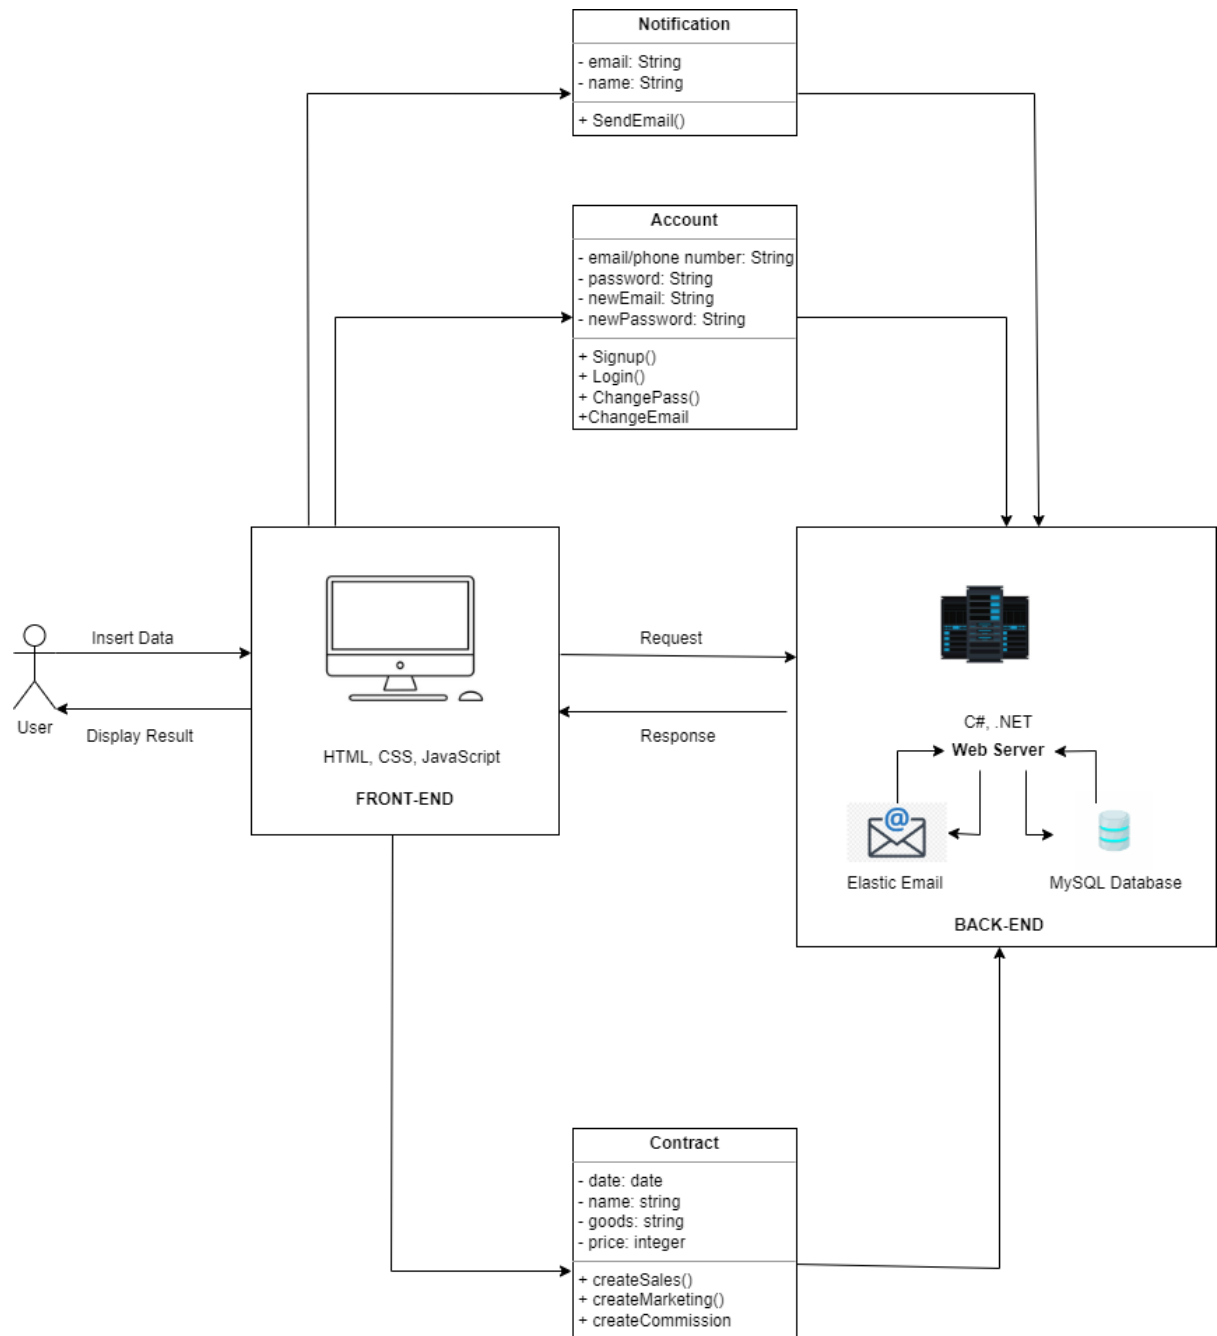 Notification
- email: String
- name: String
+ SendEmail()
Account
- email/phone number: String
- password: String
- newEmail: String
- newPassword: String
+ Signup()
+ Login()
+ ChangePass()
+ChangeEmail
Insert Data
User
Display Result
HTML, CSS, JavaScript
FRONT-END
Request
Response
C#, .NET
Web Server
@
Elastic Email
MySQL Database
BACK-END
Contract
- date: date
- name: string
- goods: string
- price: integer
+ createSales()
+ createMarketing()
+ createCommission